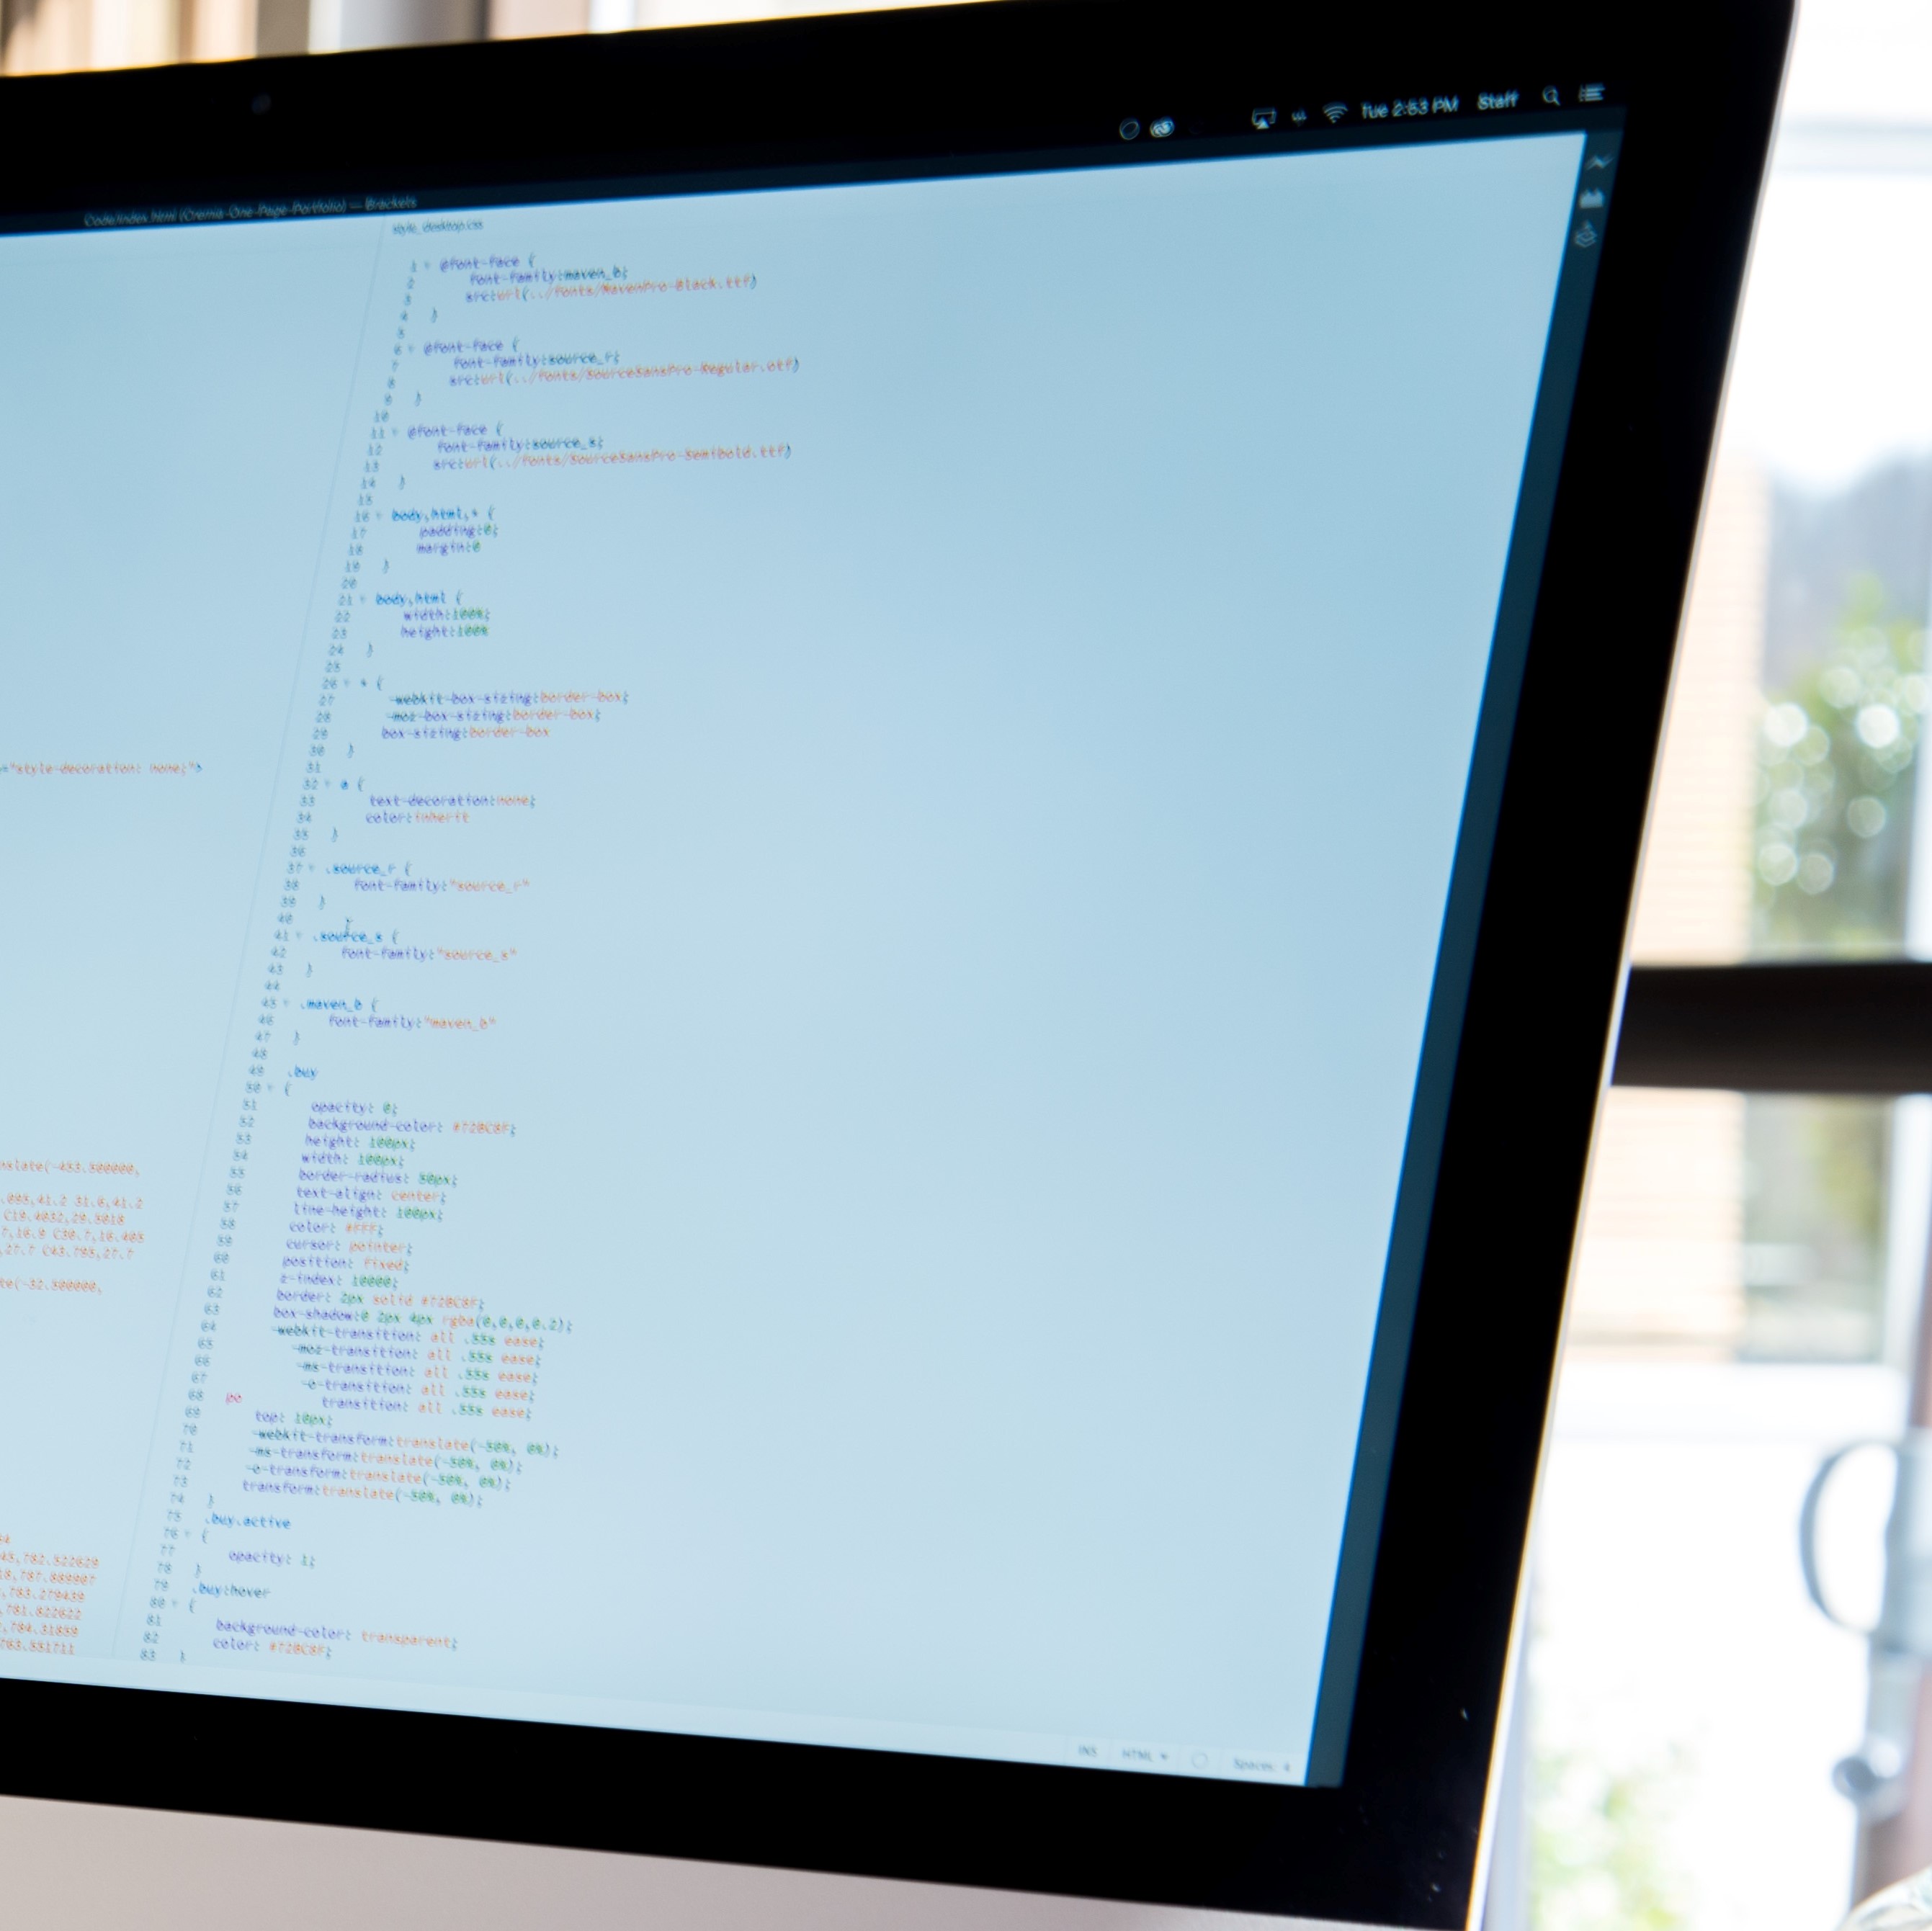 Tue 2:53 PM Staff
Code/index.html (Oremia-One-Page-Portfolio) — Brackets
style_desktop.css
1 @font-face {
2 font-family:maven_b;
3 src:url(../fonts/MavenPro-Black.ttf)
4 }
5
6 @font-face {
7 font-family:source_r;
8 src:url(../fonts/SourceSansPro-Regular.otf)
9 }
10
11 @font-face {
12 font-family:source_s;
13 src:url(../fonts/SourceSansPro-Semibold.ttf)
14 }
15
16 body,html,* {
17 padding:0;
18 margin:0
19 }
20
21 body,html {
22 width:100%;
23 height:100%
24 }
25
26 * {
27 -webkit-box-sizing:border-box;
28 -moz-box-sizing:border-box;
29 box-sizing:border-box
30 }
31
32 a {
33 text-decoration:none;
34 color:inherit
35 }
36
37 .source_r {
38 font-family:"source_r"
39 }
40
41 .source_s {
42 font-family:"source_s"
43 }
44
45 .maven_b {
46 font-family:"maven_b"
47 }
48
49 .buy
50 {
51 opacity: 0;
52 background-color: #72BC8F;
53 height: 100px;
54 width: 100px;
55 border-radius: 50px;
56 text-align: center;
57 line-height: 100px;
58 color: #FFF;
59 cursor: pointer;
60 position: fixed;
61 z-index: 10000;
62 border: 2px solid #72BC8F;
63 box-shadow:0 2px 4px rgba(0,0,0,0.2);
64 -webkit-transition: all .55s ease;
65 -moz-transition: all .55s ease;
66 -ms-transition: all .55s ease;
67 -o-transition: all .55s ease;
68 po transition: all .55s ease;
69 top: 10px;
70 -webkit-transform:translate(-50%, 0%);
71 -ms-transform:translate(-50%, 0%);
72 -o-transform:translate(-50%, 0%);
73 transform:translate(-50%, 0%);
74 }
75 .buy.active
76 {
77 opacity: 1;
78 }
79 .buy:hover
80 {
81 background-color: transparent;
82 color: #72BC8F;
83 }
="style-decoration: none;">
INS HTML Spaces: 4